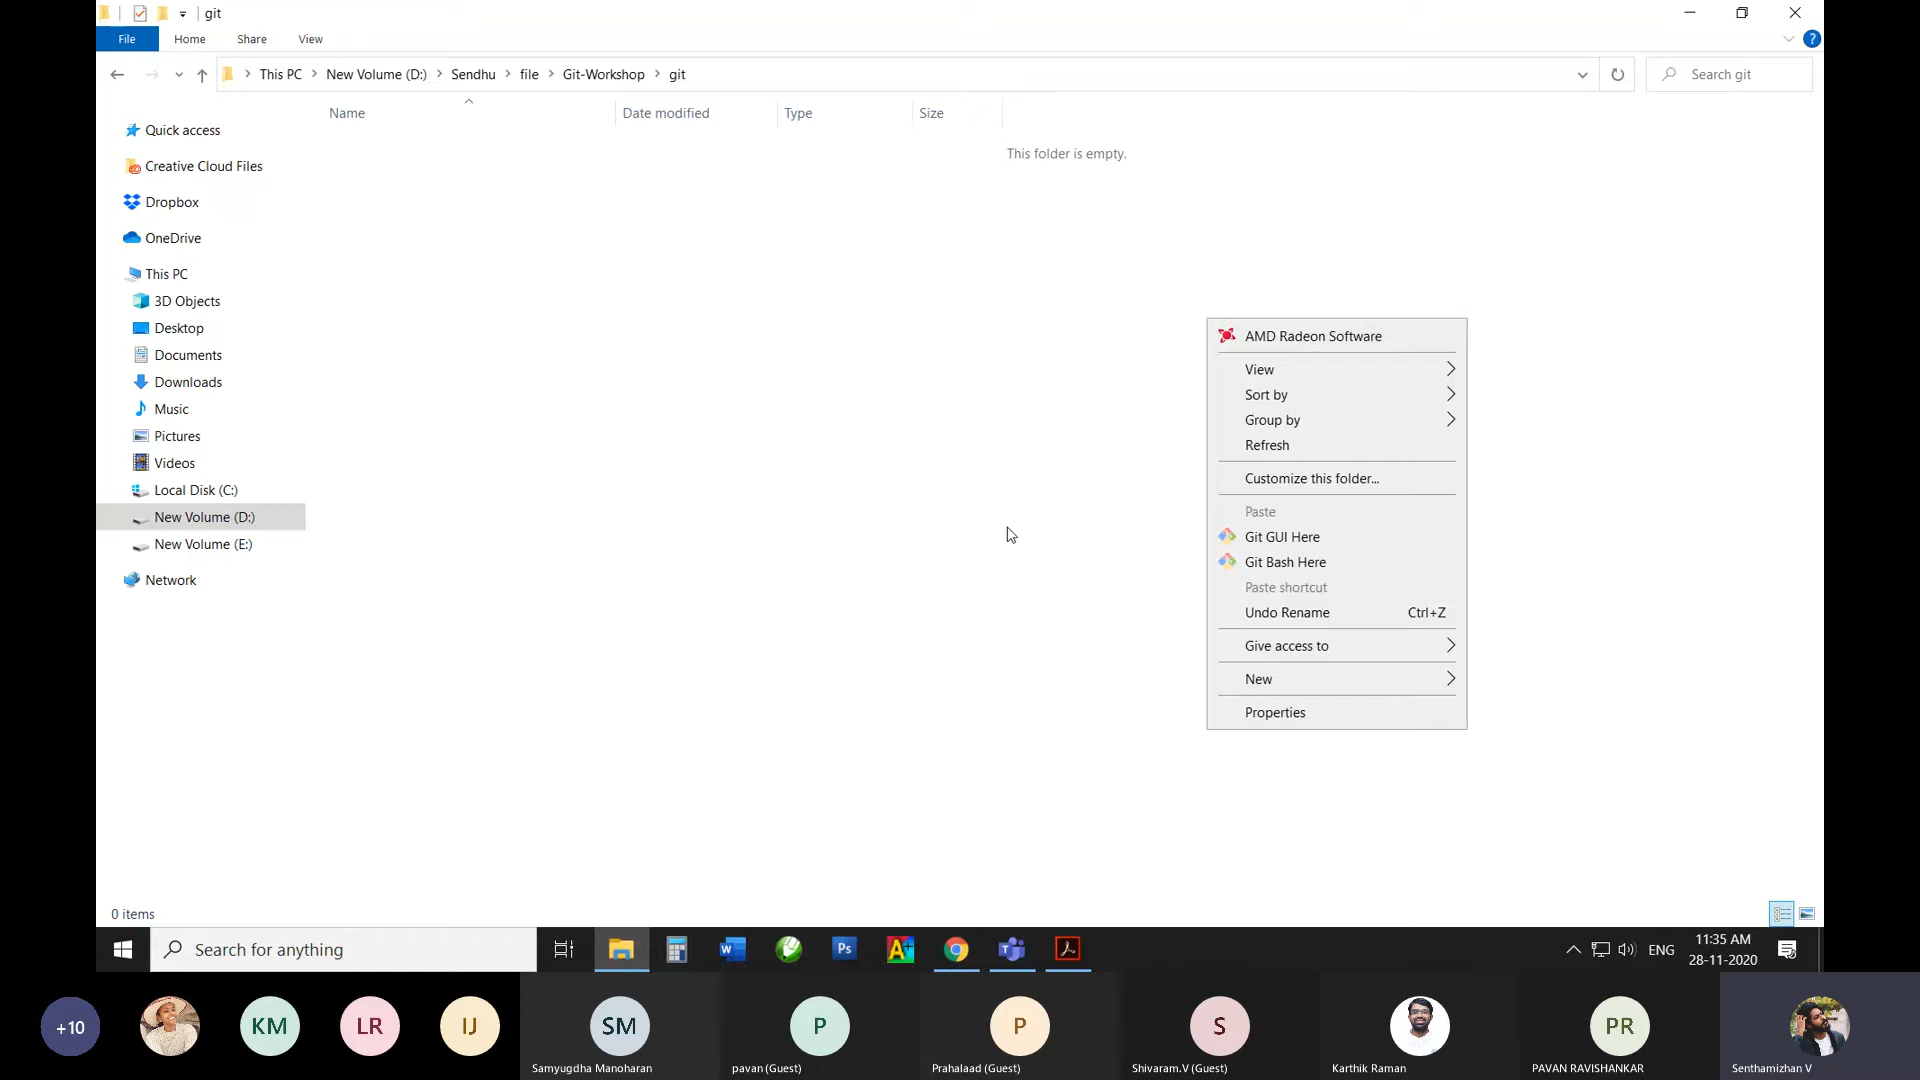 git
File Home Share View
This PC New Volume (D:) Sendhu file Git-Workshop git
Search git
Name Date modified Type Size
This folder is empty.
Quick access
Creative Cloud Files
Dropbox
OneDrive
This PC
3D Objects
Desktop
Documents
Downloads
Music
Pictures
Videos
Local Disk (C:)
New Volume (D:)
New Volume (E:)
Network
AMD Radeon Software
View
Sort by
Group by
Refresh
Customize this folder...
Paste
Git GUI Here
Git Bash Here
Paste shortcut
Undo Rename Ctrl+Z
Give access to
New
Properties
0 items
Search for anything
W
Ps
A
ENG
11:35 AM
28-11-2020
+10 KM LR IJ SM P P S PR
Samyugdha Manoharan pavan (Guest) Prahalaad (Guest) Shivaram.V (Guest) Karthik Raman PAVAN RAVISHANKAR Senthamizhan V